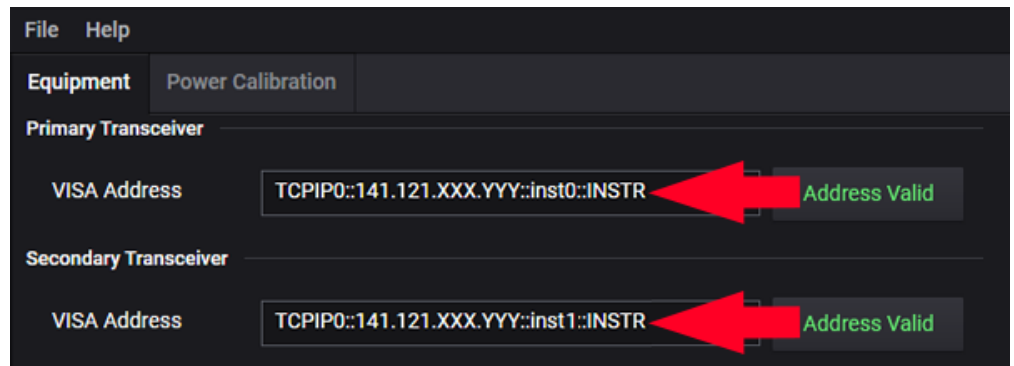 File Help
Equipment Power Calibration
Primary Transceiver
VISA Address TCPIP0::141.121.XXX.YYY::inst0::INSTR Address Valid
Secondary Transceiver
VISA Address TCPIP0::141.121.XXX.YYY::inst1::INSTR Address Valid